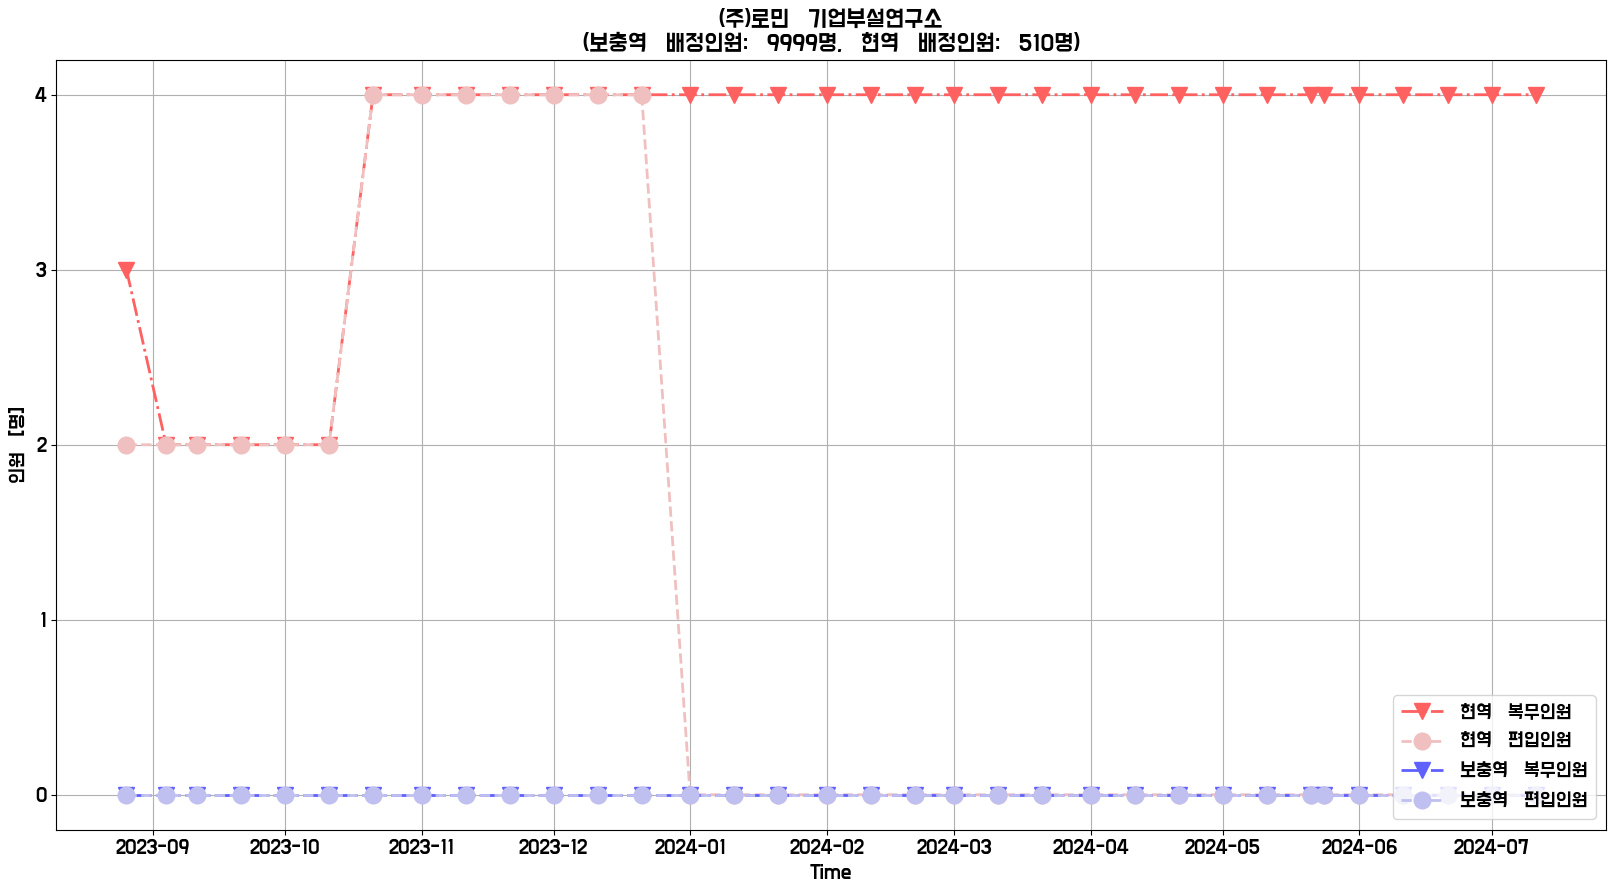 (주)로민 기업부설연구소
(보충역 배정인원: 9999명, 현역 배정인원: 510명)
인원 [명]
4
3
2
1
0
2023-09 2023-10 2023-11 2023-12 2024-01 2024-02 2024-03 2024-04 2024-05 2024-06 2024-07
Time
현역 복무인원
현역 편입인원
보충역 복무인원
보충역 편입인원